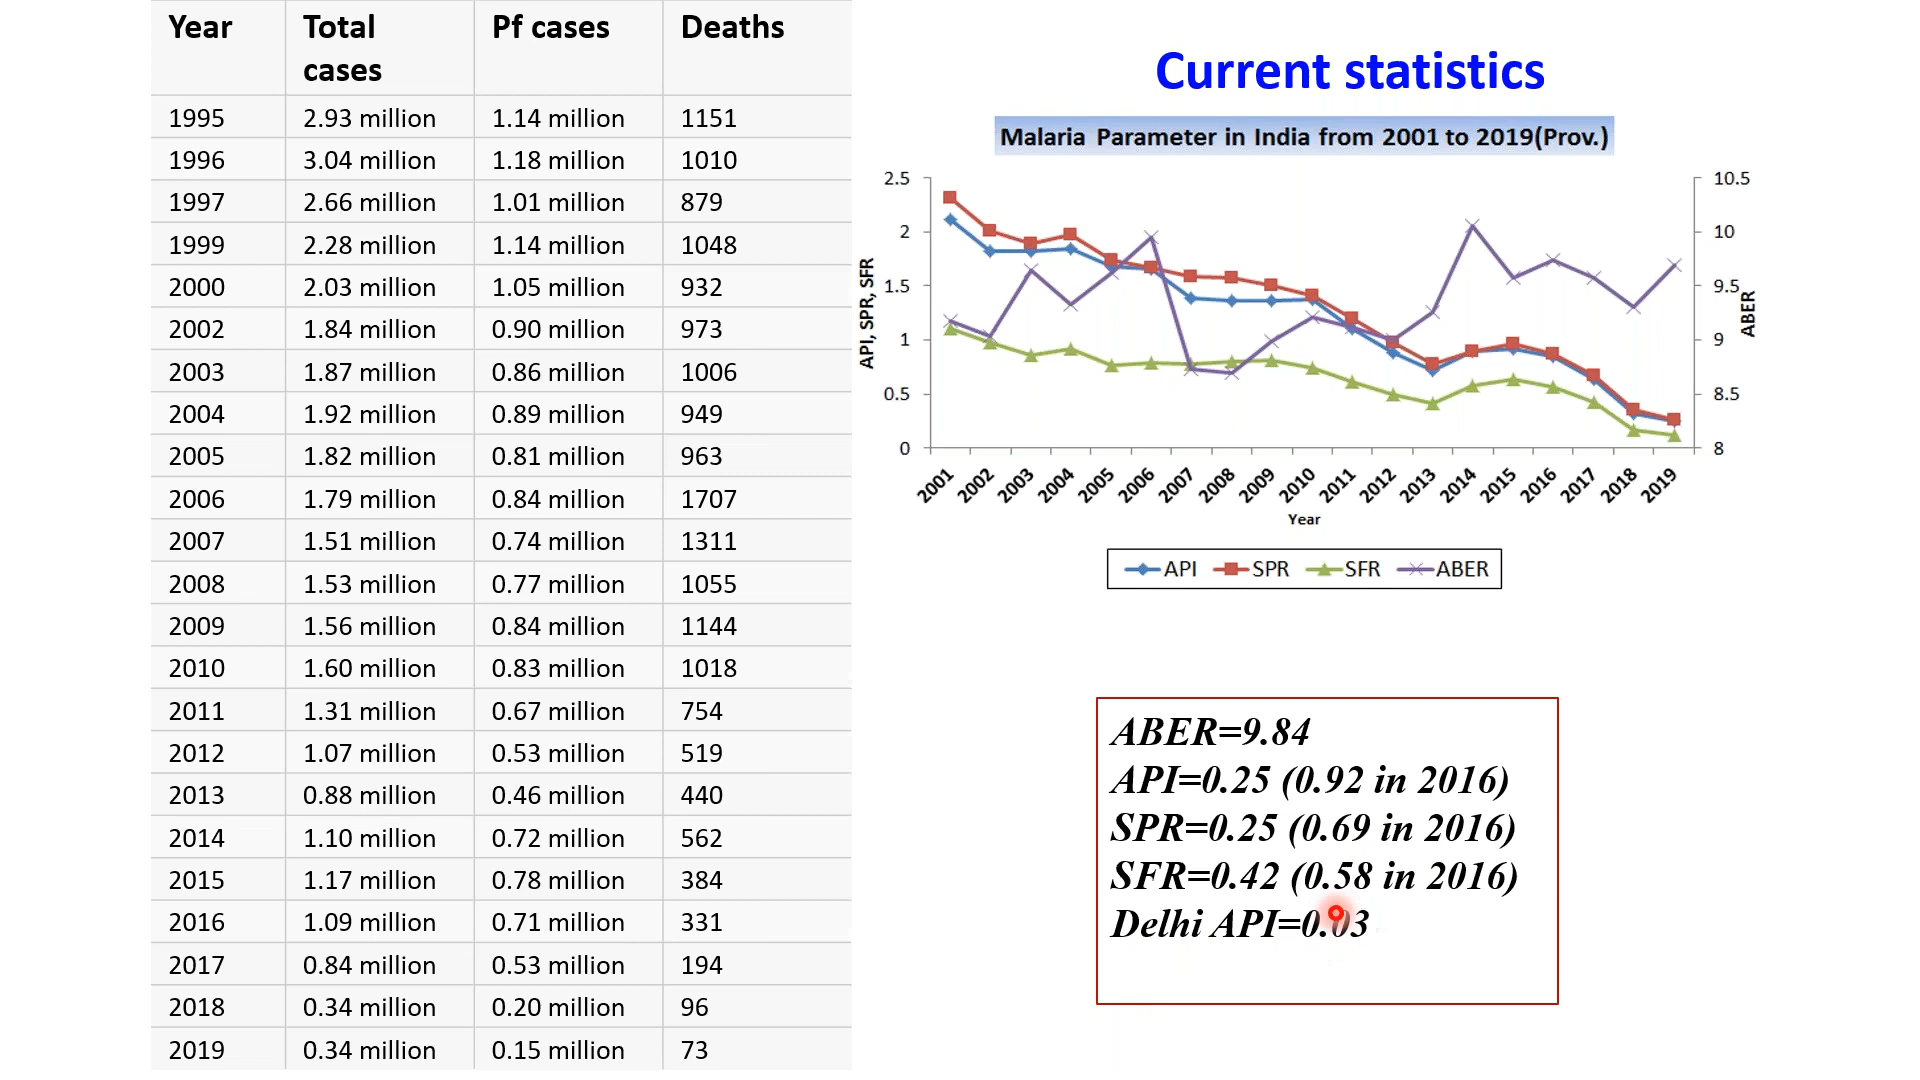 Year Total cases Pf cases Deaths
1995 2.93 million 1.14 million 1151
1996 3.04 million 1.18 million 1010
1997 2.66 million 1.01 million 879
1999 2.28 million 1.14 million 1048
2000 2.03 million 1.05 million 932
2002 1.84 million 0.90 million 973
2003 1.87 million 0.86 million 1006
2004 1.92 million 0.89 million 949
2005 1.82 million 0.81 million 963
2006 1.79 million 0.84 million 1707
2007 1.51 million 0.74 million 1311
2008 1.53 million 0.77 million 1055
2009 1.56 million 0.84 million 1144
2010 1.60 million 0.83 million 1018
2011 1.31 million 0.67 million 754
2012 1.07 million 0.53 million 519
2013 0.88 million 0.46 million 440
2014 1.10 million 0.72 million 562
2015 1.17 million 0.78 million 384
2016 1.09 million 0.71 million 331
2017 0.84 million 0.53 million 194
2018 0.34 million 0.20 million 96
2019 0.34 million 0.15 million 73
Current statistics
Malaria Parameter in India from 2001 to 2019(Prov.)
API, SPR, SFR
2.5
2
1.5
1
0.5
0
10.5
10
9.5
9
8.5
8
ABER
2001 2002 2003 2004 2005 2006 2007 2008 2009 2010 2011 2012 2013 2014 2015 2016 2017 2018 2019
Year
API SPR SFR ABER
ABER=9.84
API=0.25 (0.92 in 2016)
SPR=0.25 (0.69 in 2016)
SFR=0.42 (0.58 in 2016)
Delhi API=0.03